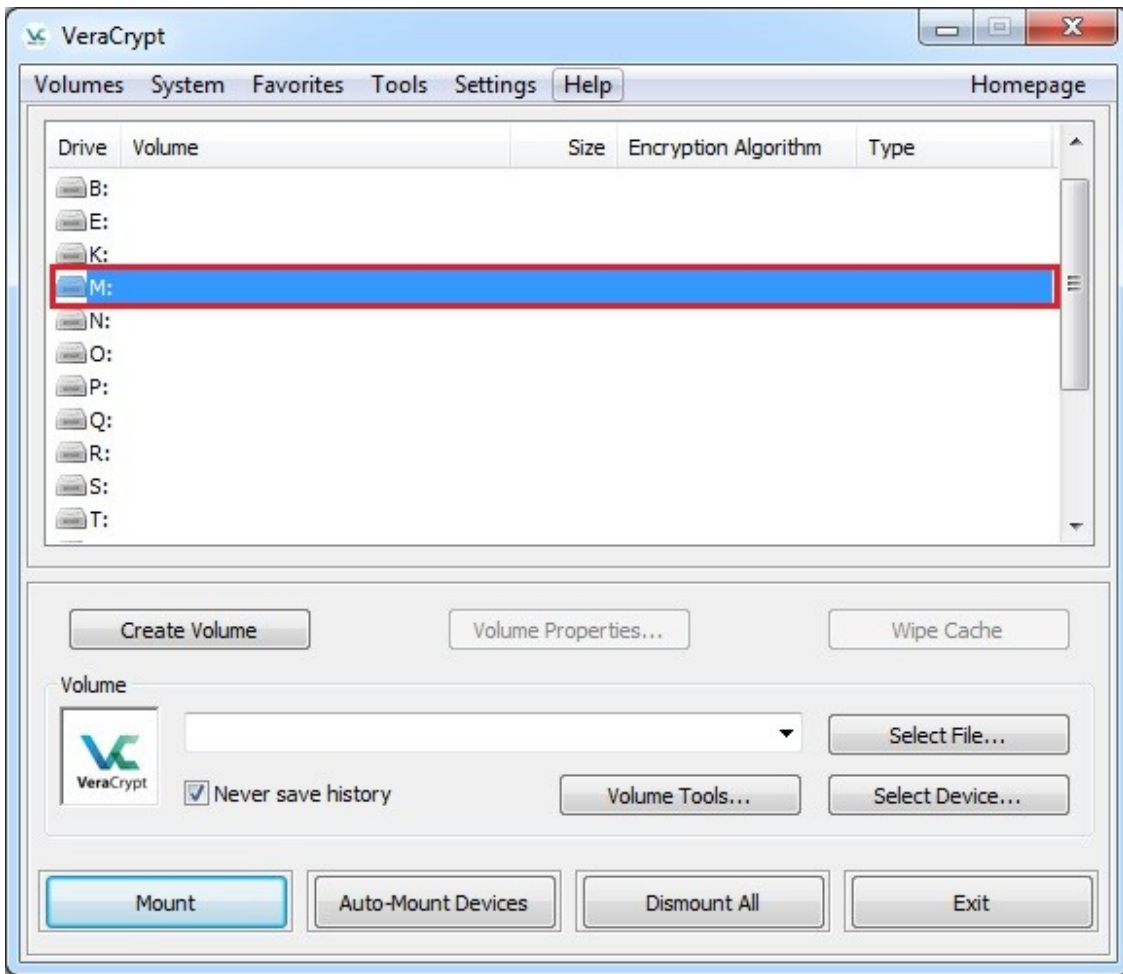 VeraCrypt
Volumes System Favorites Tools Settings Help Homepage
Drive Volume Size Encryption Algorithm Type
B:
E:
K:
M:
N:
O:
P:
Q:
R:
S:
T:
Create Volume Volume Properties... Wipe Cache
Volume
VeraCrypt
Select File...
Never save history Volume Tools... Select Device...
Mount Auto-Mount Devices Dismount All Exit